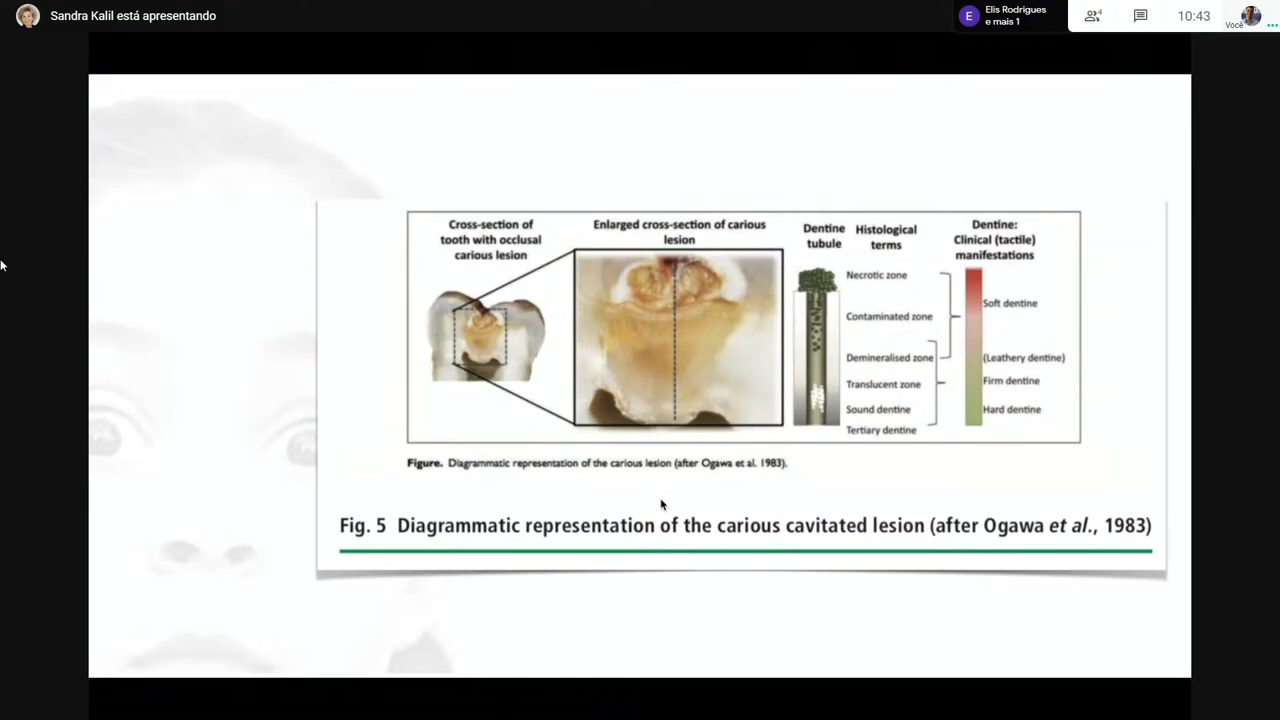 Sandra Kalil está apresentando
E
Elis Rodrigues
e mais 1
4
10:43
Você
Cross-section of
tooth with occlusal
carious lesion
Enlarged cross-section of carious
lesion
Dentine
tubule
Histological
terms
Dentine:
Clinical (tactile)
manifestations
Necrotic zone
Contaminated zone
Demineralised zone
Translucent zone
Sound dentine
Tertiary dentine
Soft dentine
(Leathery dentine)
Firm dentine
Hard dentine
Figure. Diagrammatic representation of the carious lesion (after Ogawa et al. 1983).
Fig. 5 Diagrammatic representation of the carious cavitated lesion (after Ogawa et al., 1983)